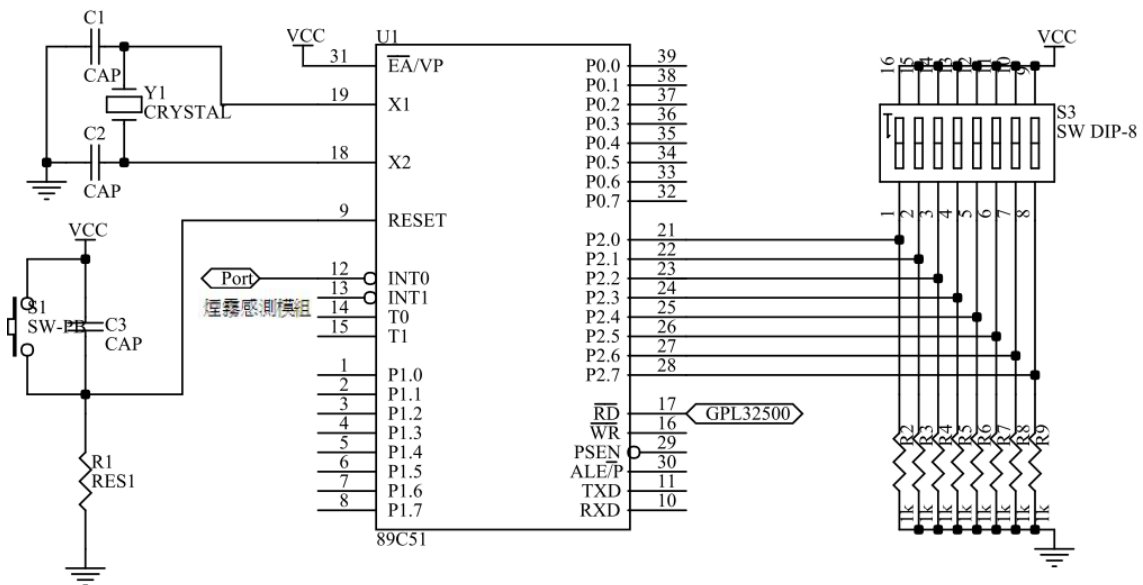 C1
CAP
Y1
CRYSTAL
C2
CAP
VCC
S1
SW-PB
C3
CAP
R1
RES1
Port
煙霧感測模組
VCC
U1
31 EA/VP
19 X1
18 X2
9 RESET
12 INT0
13 INT1
14 T0
15 T1
1 P1.0
2 P1.1
3 P1.2
4 P1.3
5 P1.4
6 P1.5
7 P1.6
8 P1.7
89C51
P0.0 39
P0.1 38
P0.2 37
P0.3 36
P0.4 35
P0.5 34
P0.6 33
P0.7 32
P2.0 21
P2.1 22
P2.2 23
P2.3 24
P2.4 25
P2.5 26
P2.6 27
P2.7 28
RD 17
WR 16
PSEN 29
ALE/P 30
TXD 11
RXD 10
GPL32500
VCC
16 15 14 13 12 11 10 9
S3
SW DIP-8
1 2 3 4 5 6 7 8
R2 R3 R4 R5 R6 R7 R8 R9
1k 1k 1k 1k 1k 1k 1k 1k